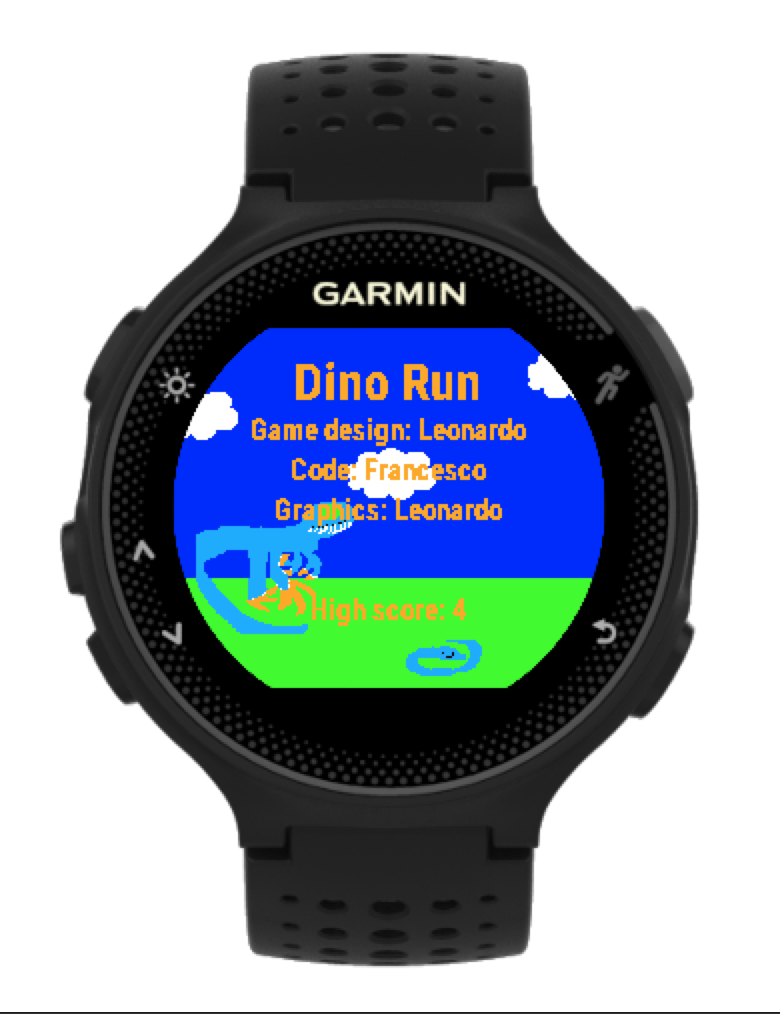 GARMIN
Dino Run
Game design: Leonardo
Code: Francesco
Graphics: Leonardo
High score: 4